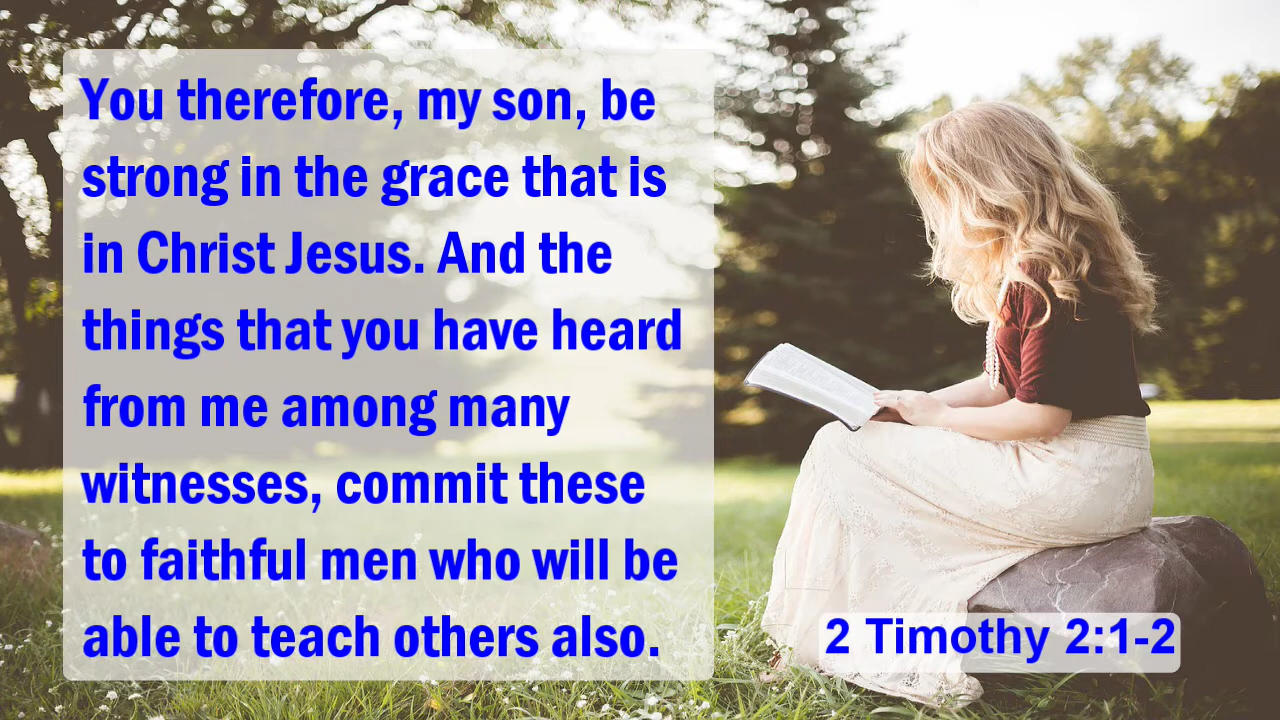 You therefore, my son, be
strong in the grace that is
in Christ Jesus. And the
things that you have heard
from me among many
witnesses, commit these
to faithful men who will be
able to teach others also.
2 Timothy 2:1-2